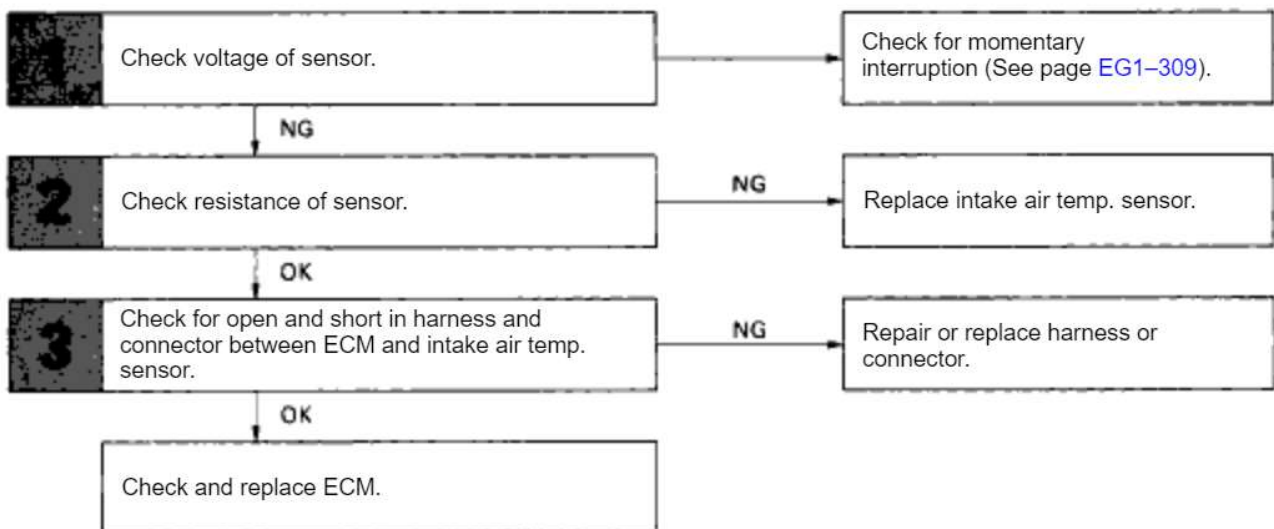 1
Check voltage of sensor.
Check for momentary
interruption (See page EG1–309).
NG
2
Check resistance of sensor.
NG
Replace intake air temp. sensor.
OK
3
Check for open and short in harness and
connector between ECM and intake air temp.
sensor.
NG
Repair or replace harness or
connector.
OK
Check and replace ECM.